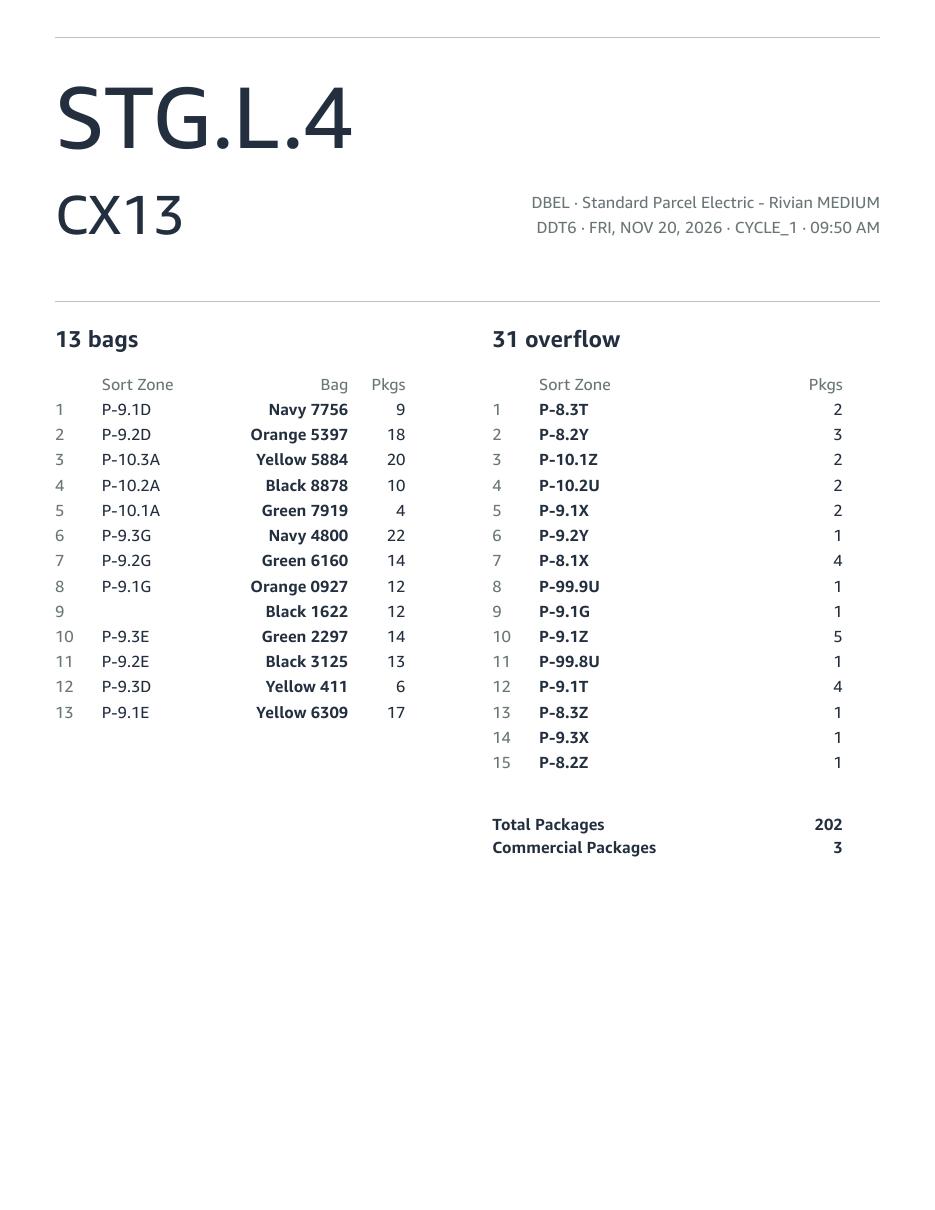 STG.L.4
CX13
DBEL · Standard Parcel Electric - Rivian MEDIUM
DDT6 · FRI, NOV 20, 2026 · CYCLE_1 · 09:50 AM
13 bags
Sort Zone Bag Pkgs
1 P-9.1D Navy 7756 9
2 P-9.2D Orange 5397 18
3 P-10.3A Yellow 5884 20
4 P-10.2A Black 8878 10
5 P-10.1A Green 7919 4
6 P-9.3G Navy 4800 22
7 P-9.2G Green 6160 14
8 P-9.1G Orange 0927 12
9 Black 1622 12
10 P-9.3E Green 2297 14
11 P-9.2E Black 3125 13
12 P-9.3D Yellow 411 6
13 P-9.1E Yellow 6309 17
31 overflow
Sort Zone Pkgs
1 P-8.3T 2
2 P-8.2Y 3
3 P-10.1Z 2
4 P-10.2U 2
5 P-9.1X 2
6 P-9.2Y 1
7 P-8.1X 4
8 P-99.9U 1
9 P-9.1G 1
10 P-9.1Z 5
11 P-99.8U 1
12 P-9.1T 4
13 P-8.3Z 1
14 P-9.3X 1
15 P-8.2Z 1
Total Packages 202
Commercial Packages 3